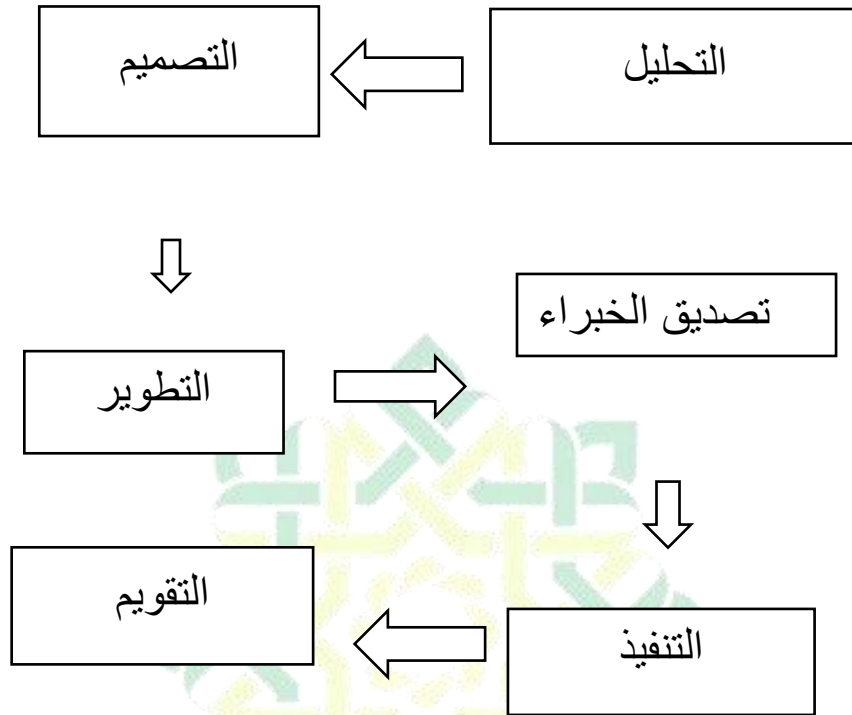 التحليل
التصميم
التطوير
تصديق الخبراء
التنفيذ
التقويم